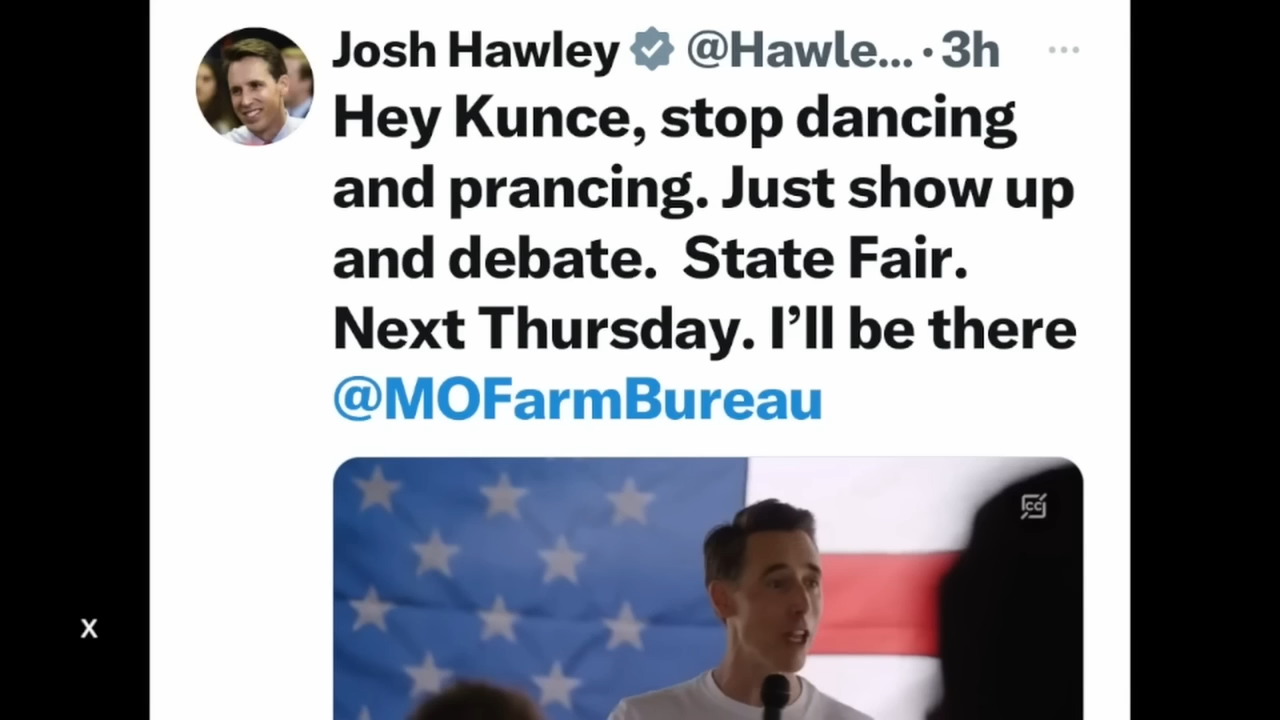 Josh Hawley @Hawle... · 3h ...
Hey Kunce, stop dancing
and prancing. Just show up
and debate.  State Fair.
Next Thursday. I’ll be there
@MOFarmBureau
CC
X